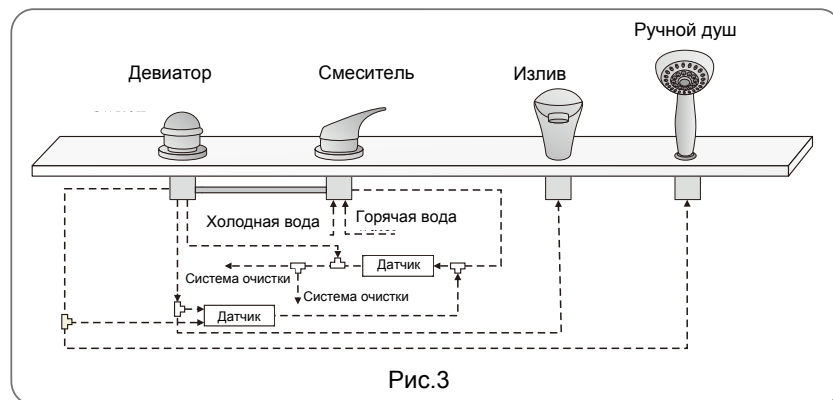 Ручной душ
Девиатор
Смеситель
Излив
Холодная вода
Горячая вода
Датчик
Система очистки
Система очистки
Датчик
Рис.3